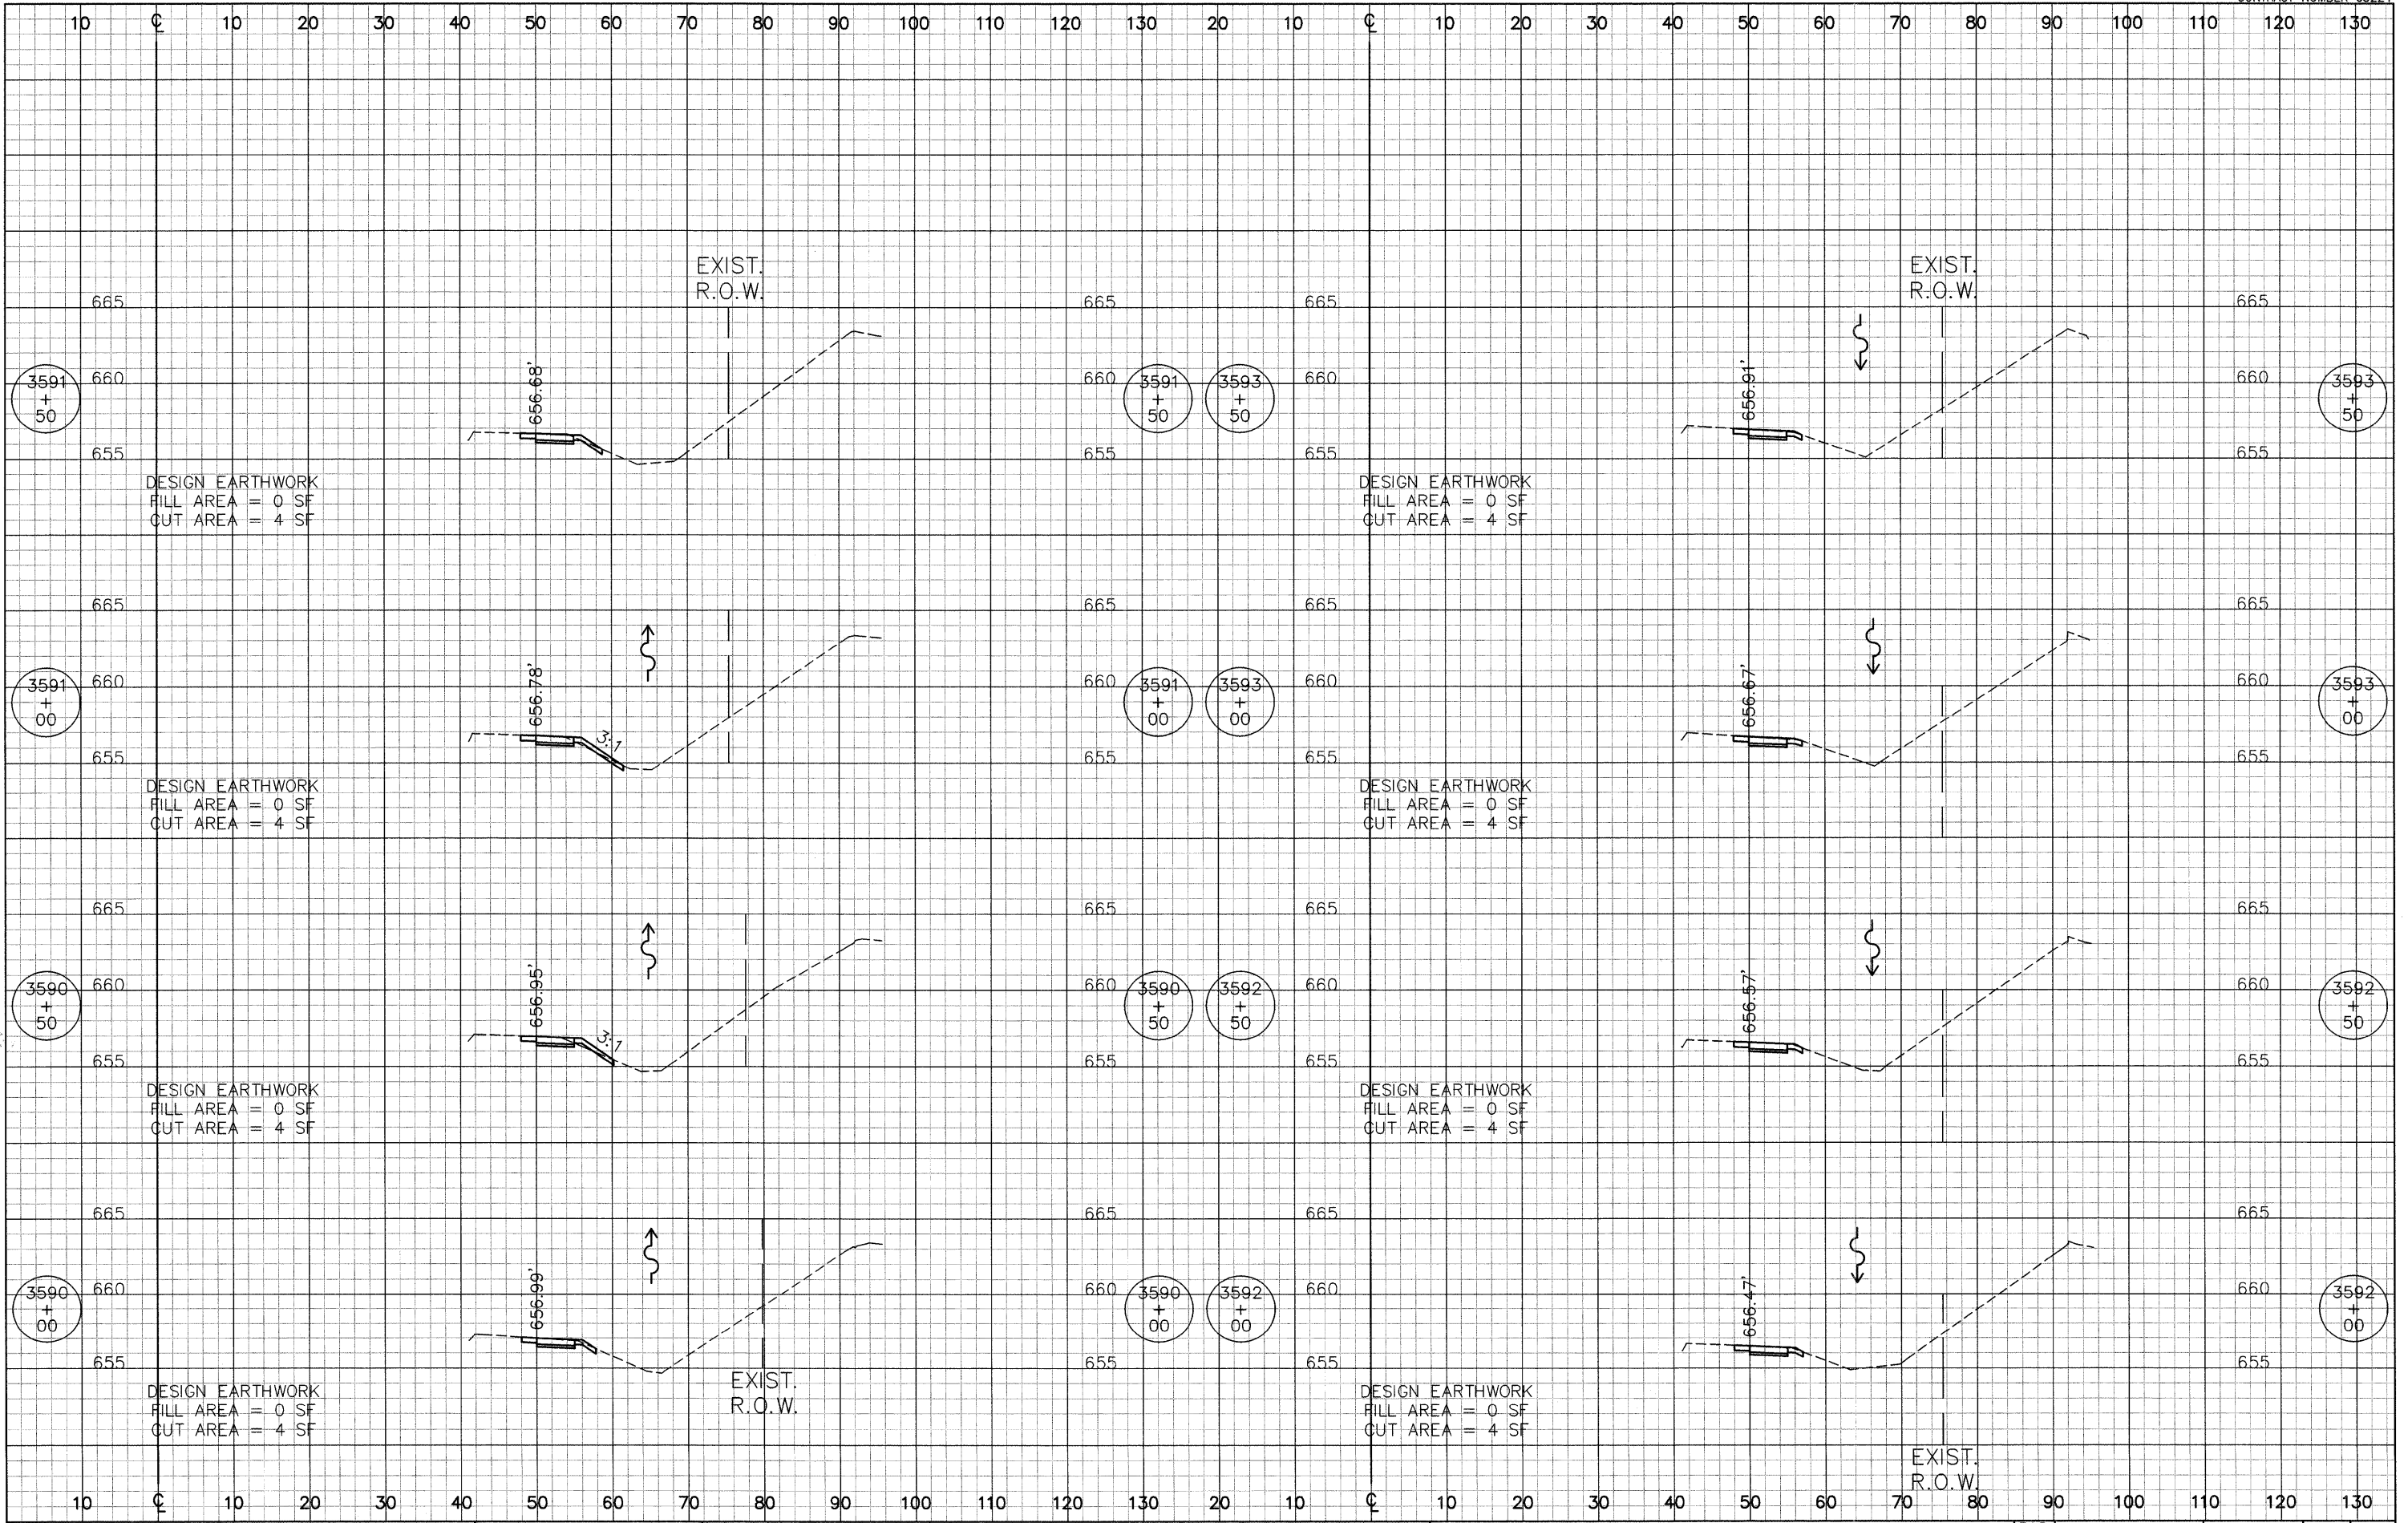 10 ℄ 10 20 30 40 50 60 70 80 90 100 110 120 130 20 10 ℄ 10 20 30 40 50 60 70 80 90 100 110 120 130
EXIST.
R.O.W.
665 665
3591
+
50
660 656.68' 660
3591
+
50
655 655
DESIGN EARTHWORK
FILL AREA = 0 SF
CUT AREA = 4 SF
665 665
3591
+
00
660 656.78' 660
3591
+
00
3:1
655 655
DESIGN EARTHWORK
FILL AREA = 0 SF
CUT AREA = 4 SF
665 665
3590
+
50
660 656.95' 660
3590
+
50
3:1
655 655
DESIGN EARTHWORK
FILL AREA = 0 SF
CUT AREA = 4 SF
665 665
3590
+
00
660 656.99' 660
3590
+
00
655 655
EXIST.
R.O.W.
DESIGN EARTHWORK
FILL AREA = 0 SF
CUT AREA = 4 SF
EXIST.
R.O.W.
665 665
3593
+
50
660 656.91' 660
3593
+
50
655 655
DESIGN EARTHWORK
FILL AREA = 0 SF
CUT AREA = 4 SF
665 665
3593
+
00
660 656.67' 660
3593
+
00
655 655
DESIGN EARTHWORK
FILL AREA = 0 SF
CUT AREA = 4 SF
665 665
3592
+
50
660 656.57' 660
3592
+
50
655 655
DESIGN EARTHWORK
FILL AREA = 0 SF
CUT AREA = 4 SF
665 665
3592
+
00
660 656.47' 660
3592
+
00
655 655
DESIGN EARTHWORK
FILL AREA = 0 SF
CUT AREA = 4 SF
EXIST.
R.O.W.
10 ℄ 10 20 30 40 50 60 70 80 90 100 110 120 130 20 10 ℄ 10 20 30 40 50 60 70 80 90 100 110 120 130